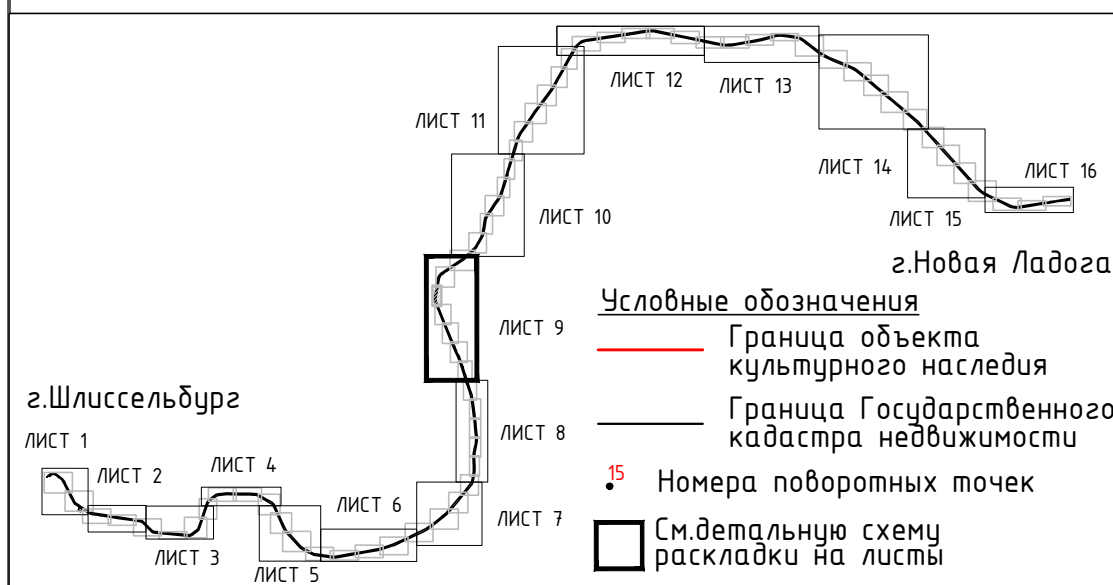 ЛИСТ 12
ЛИСТ 13
ЛИСТ 11
ЛИСТ 14
ЛИСТ 16
ЛИСТ 10
ЛИСТ 15
г.Новая Ладога
ЛИСТ 9
г.Шлиссельбург
ЛИСТ 1
ЛИСТ 2
ЛИСТ 4
ЛИСТ 8
ЛИСТ 6
ЛИСТ 7
ЛИСТ 3
ЛИСТ 5
Условные обозначения
Граница объекта
культурного наследия
Граница Государственного
кадастра недвижимости
15
Номера поворотных точек
См.детальную схему
раскладки на листы